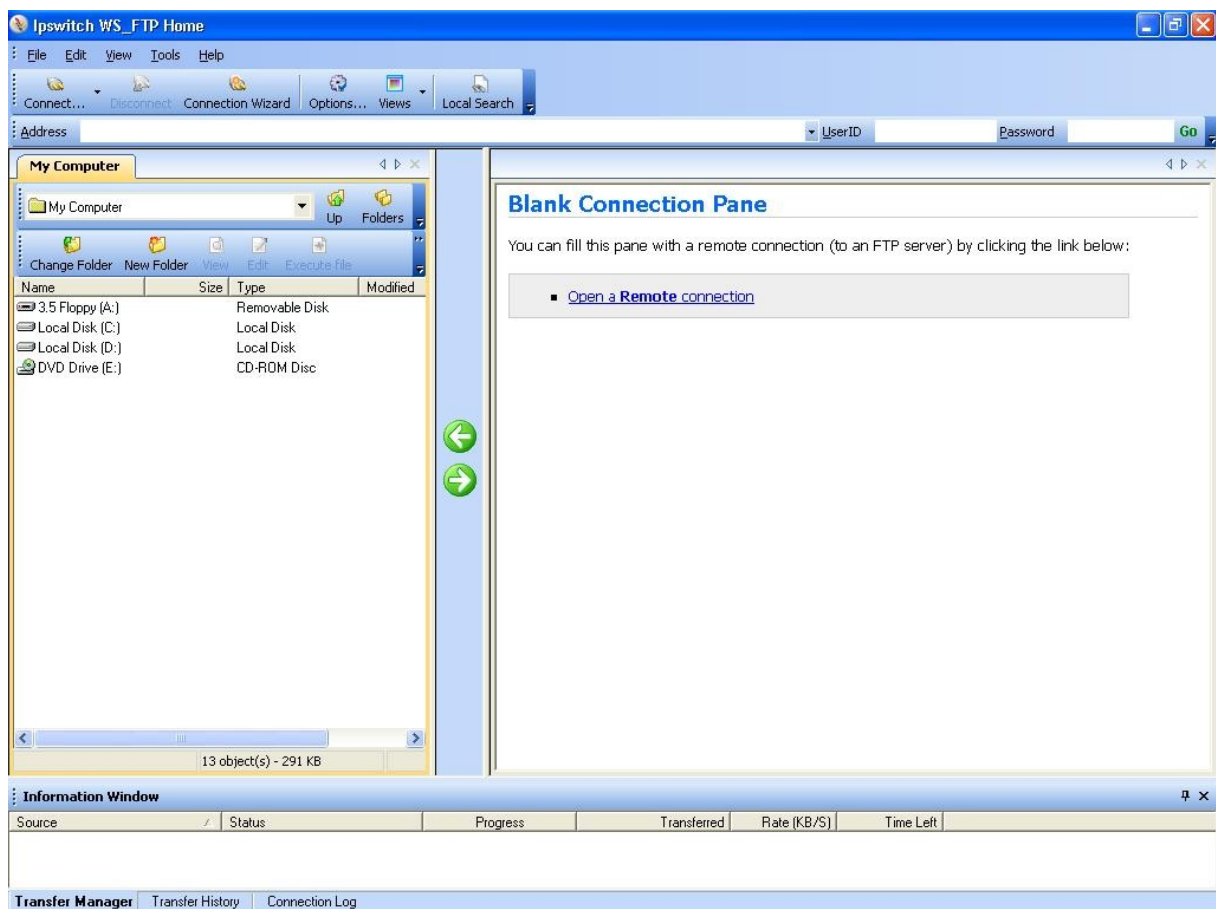 Ipswitch WS_FTP Home
File Edit View Tools Help
Connect... Disconnect Connection Wizard Options... Views Local Search
Address UserID Password Go
My Computer
My Computer Up Folders
Change Folder New Folder View Edit Execute file
Name Size Type Modified
3.5 Floppy (A:) Removable Disk
Local Disk (C:) Local Disk
Local Disk (D:) Local Disk
DVD Drive (E:) CD-ROM Disc
13 object(s) - 291 KB
Blank Connection Pane
You can fill this pane with a remote connection (to an FTP server) by clicking the link below:
Open a Remote connection
Information Window
Source Status Progress Transferred Rate (KB/S) Time Left
Transfer Manager Transfer History Connection Log